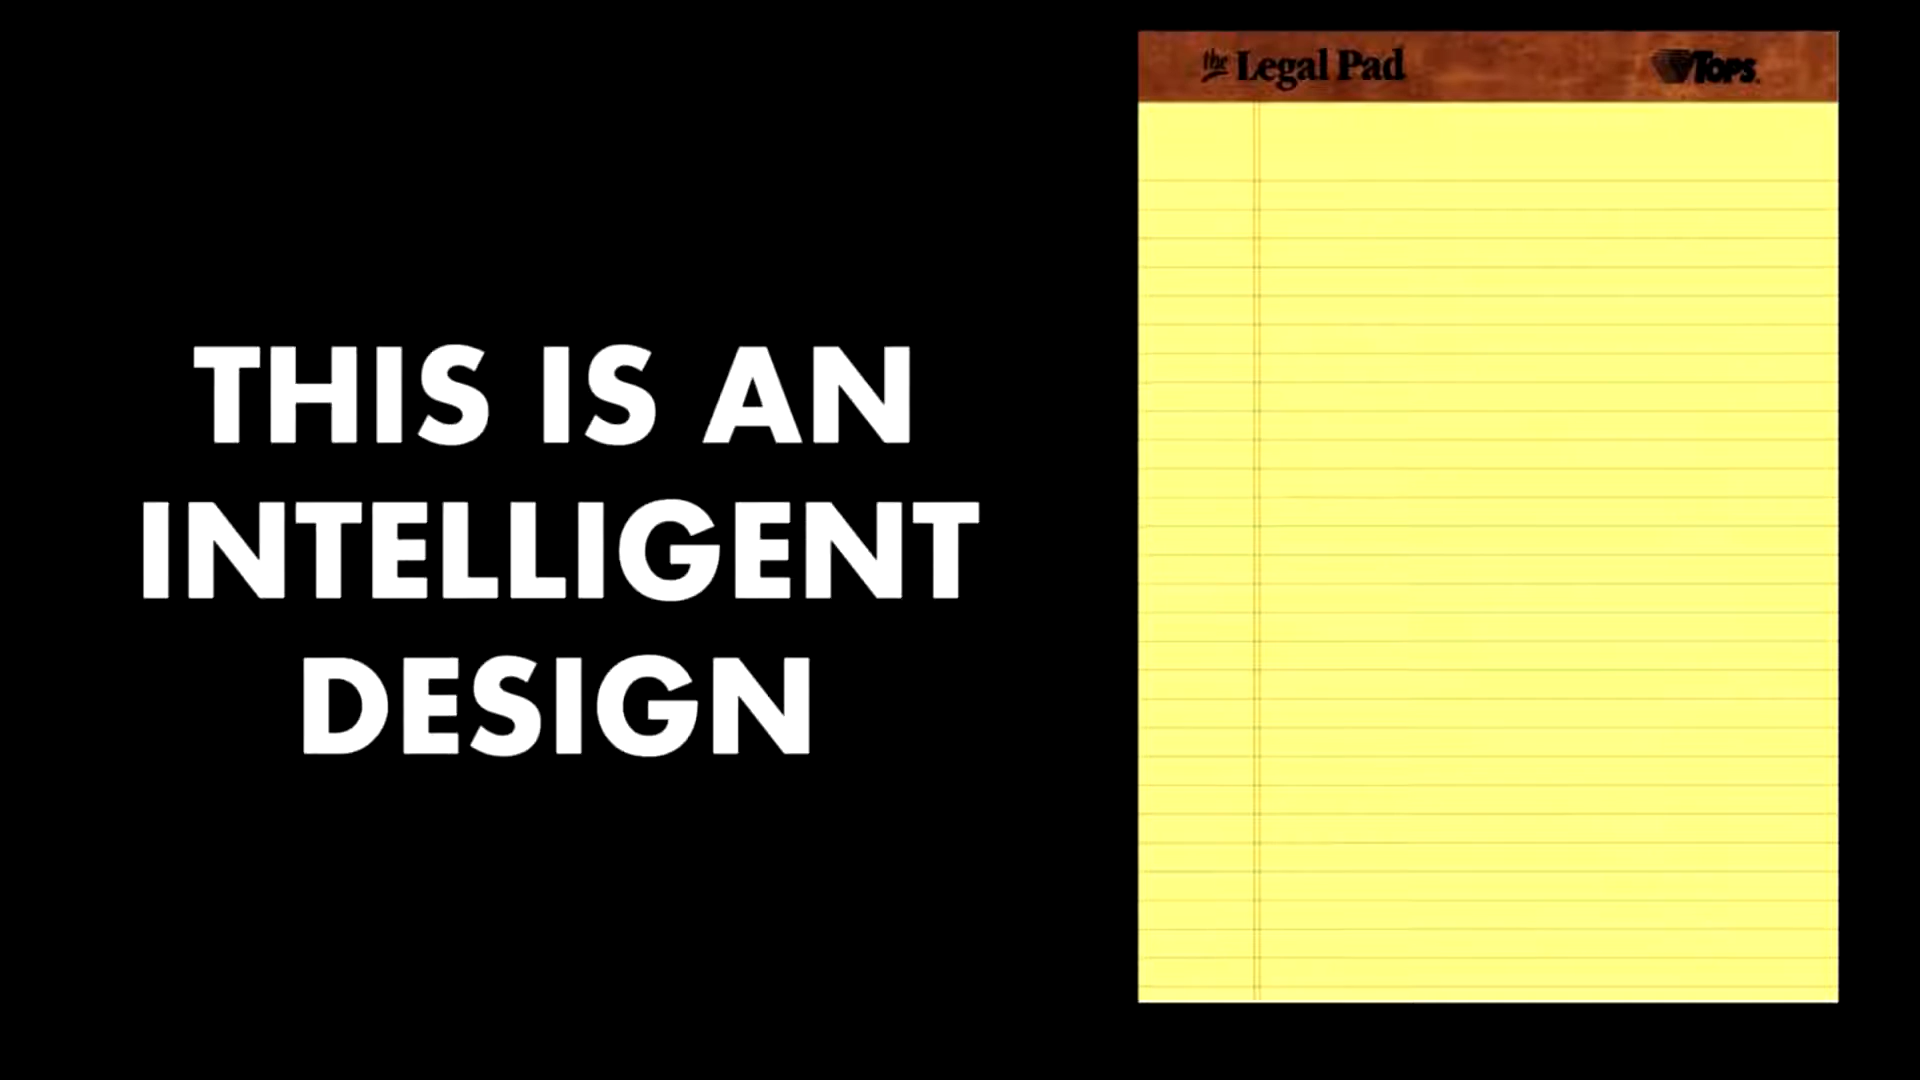 THIS IS AN
INTELLIGENT
DESIGN
the Legal Pad
TOPS